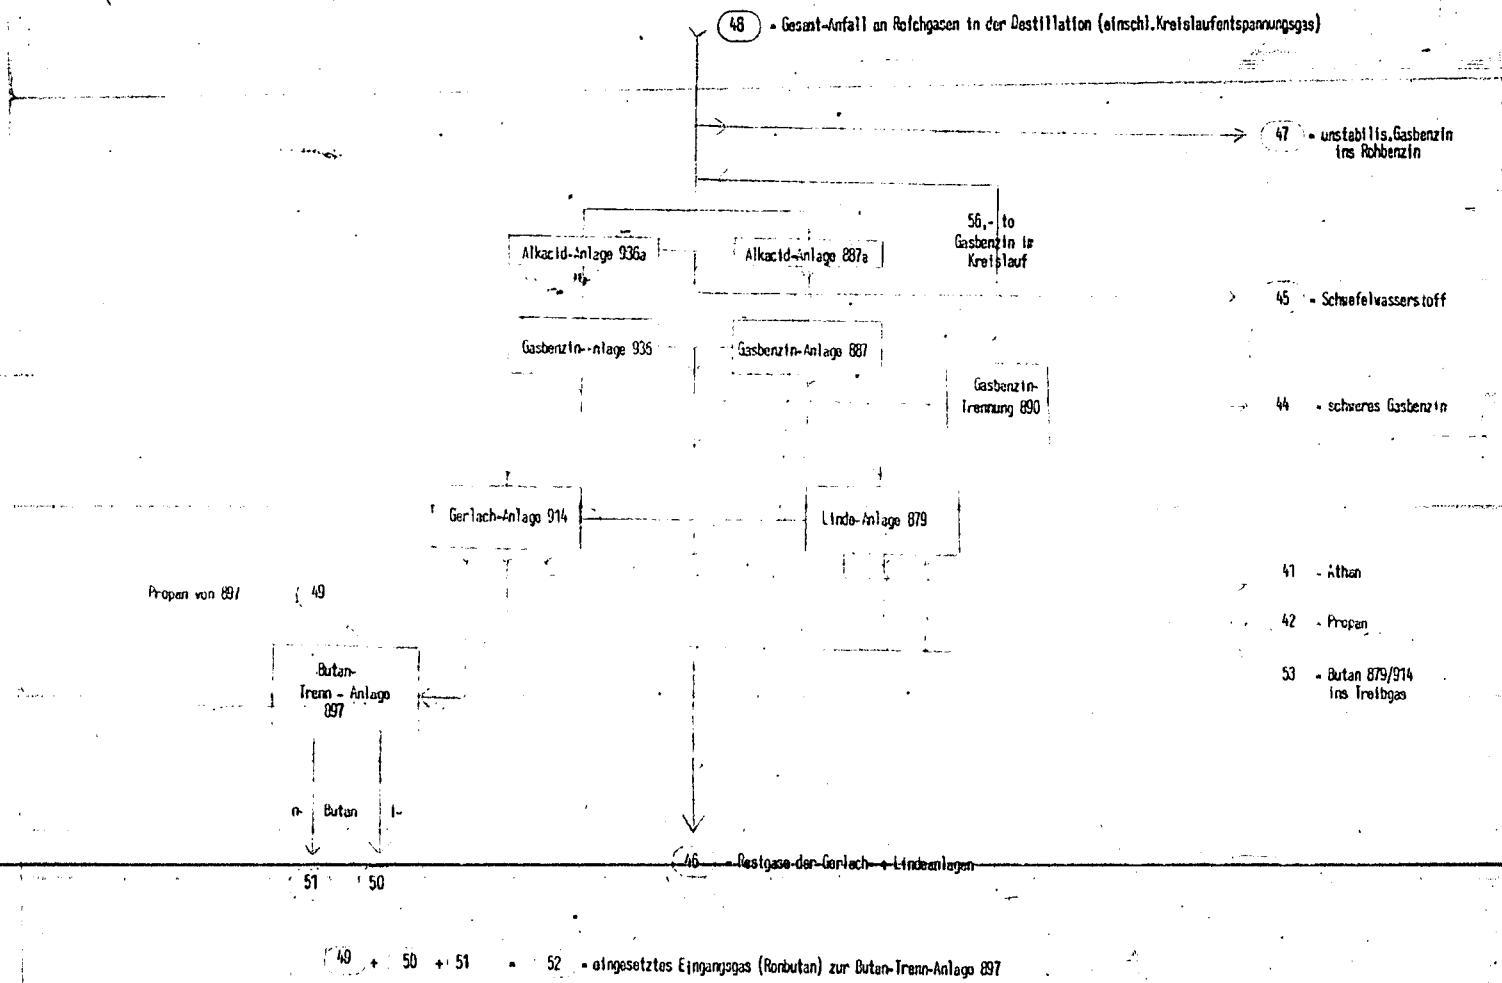 48 - Gesamt-Anfall an Reichgasen in der Destillation (einschl.Kreislaufentspannungsgas)
47 - unstabilis.Gasbenzin
ins Rohbenzin
56,- to
Gasbenzin im
Kreislauf
Alkacid-Anlage 936a
Alkacid-Anlage 887a
45 - Schwefelwasserstoff
Gasbenzin-Anlage 936
Gasbenzin-Anlage 887
Gasbenzin-
Trennung 890
44 - schweres Gasbenzin
Gerlach-Anlage 914
Linde-Anlage 879
41 - Äthan
Propan von 897
49
42 - Propan
Butan-
Trenn - Anlage
897
53 - Butan 879/914
ins Treibgas
n- Butan i-
46 - Restgase der Gerlach- + Lindeanlagen
51 50
49 + 50 + 51 = 52 = eingesetztes Eingangsgas (Rohbutan) zur Butan-Trenn-Anlage 897